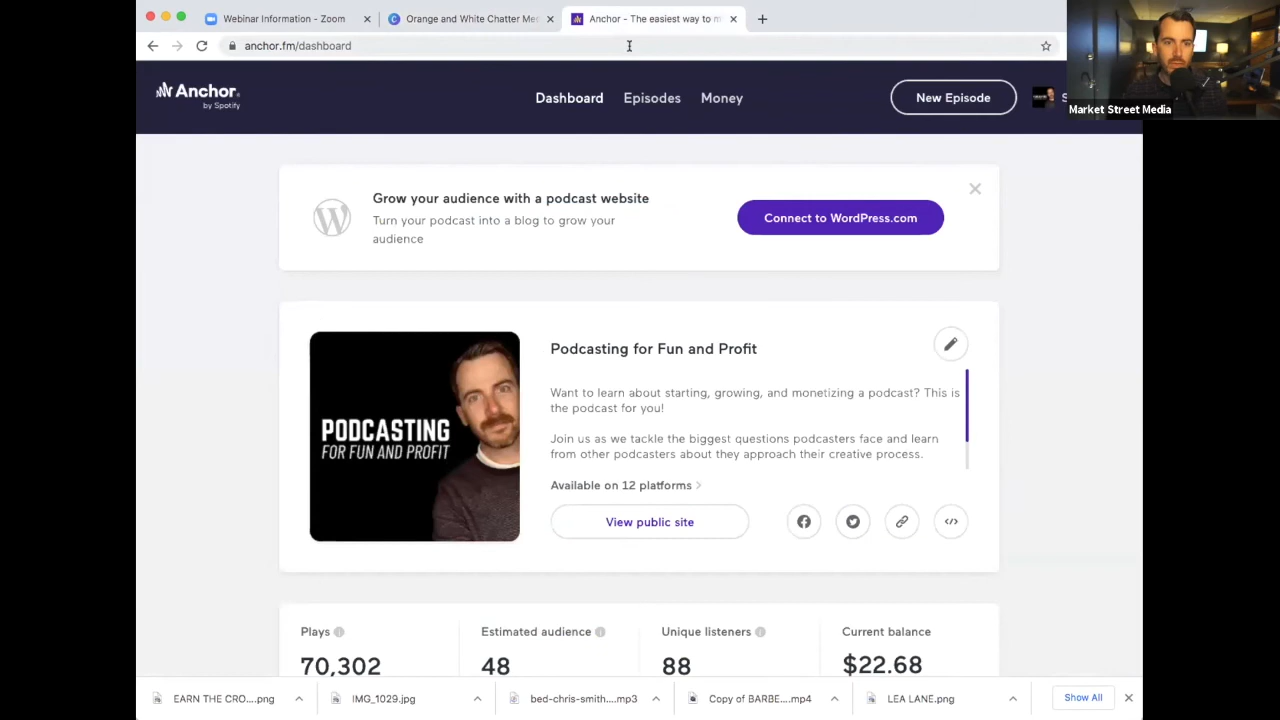 Webinar Information - Zoom
Orange and White Chatter Me
Anchor - The easiest way to m
anchor.fm/dashboard
Market Street Media
Anchor
by Spotify
Dashboard
Episodes
Money
New Episode
S
Grow your audience with a podcast website
Turn your podcast into a blog to grow your
audience
Connect to WordPress.com
PODCASTING
FOR FUN AND PROFIT
Podcasting for Fun and Profit
Want to learn about starting, growing, and monetizing a podcast? This is
the podcast for you!
Join us as we tackle the biggest questions podcasters face and learn
from other podcasters about they approach their creative process.
Available on 12 platforms
View public site
Plays
Estimated audience
Unique listeners
Current balance
70,302
48
88
$22.68
EARN THE CRO....png
IMG_1029.jpg
bed-chris-smith....mp3
Copy of BARBE....mp4
LEA LANE.png
Show All